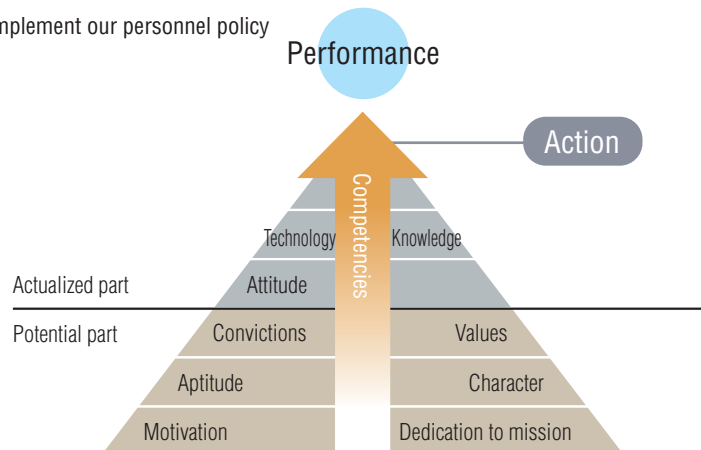 mplement our personnel policy
Performance
Action
Competencies
Technology Knowledge
Actualized part Attitude
Potential part Convictions Values
Aptitude Character
Motivation Dedication to mission